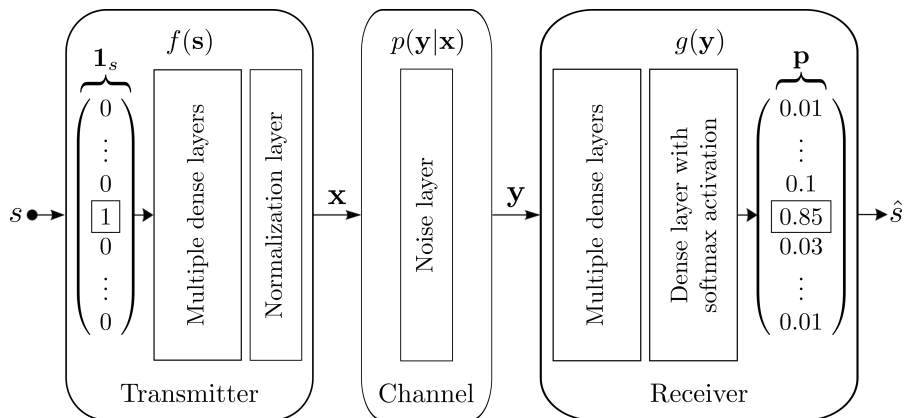 f(s)
p(y|x)
g(y)
1_s
p
0
⋮
0
1
0
⋮
0
s
Multiple dense layers
Normalization layer
x
Noise layer
y
Multiple dense layers
Dense layer with
softmax activation
0.01
⋮
0.1
0.85
0.03
⋮
0.01
ŝ
Transmitter
Channel
Receiver